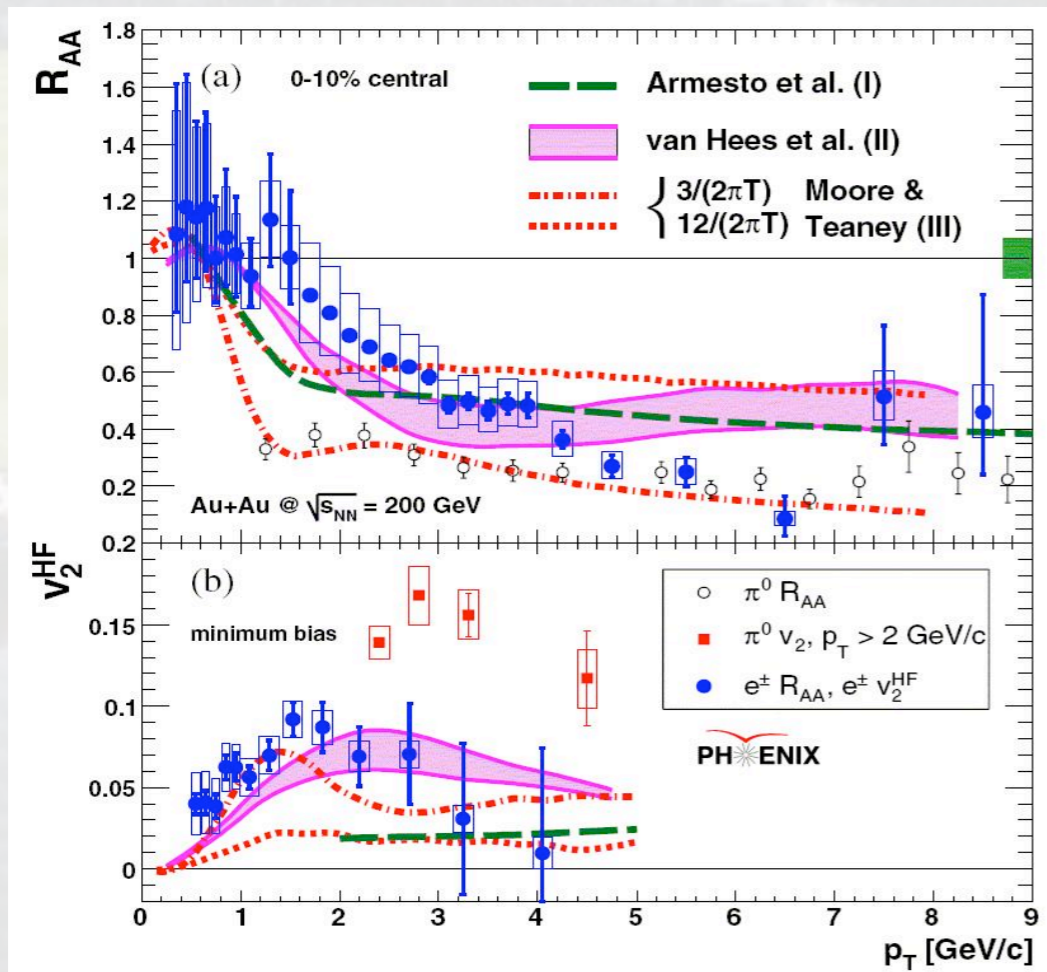 R_AA
1.8
1.6
1.4
1.2
1
0.8
0.6
0.4
0.2
(a)
0-10% central
Armesto et al. (I)
van Hees et al. (II)
3/(2πT) Moore &
12/(2πT) Teaney (III)
Au+Au @ √s_NN = 200 GeV
v_2^HF
0.2
0.15
0.1
0.05
0
(b)
minimum bias
π⁰ R_AA
π⁰ v_2, p_T > 2 GeV/c
e± R_AA, e± v_2^HF
PHENIX
0 1 2 3 4 5 6 7 8 9
p_T [GeV/c]